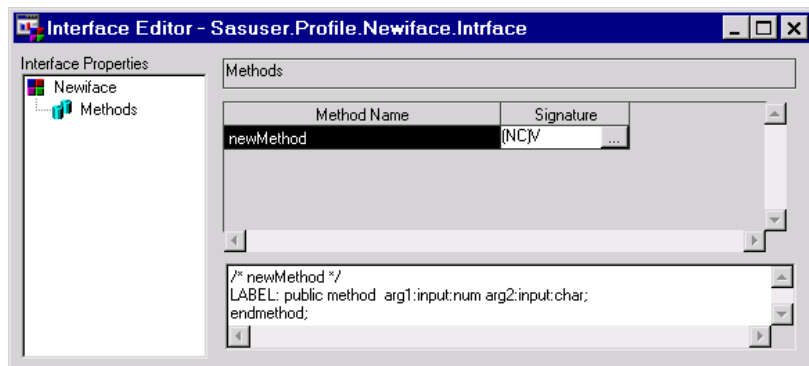 Interface Editor - Sasuser.Profile.Newiface.Intrface
Interface Properties
Newiface
Methods
Methods
Method Name Signature
newMethod (NC)V ...
/* newMethod */
LABEL: public method arg1:input:num arg2:input:char;
endmethod;